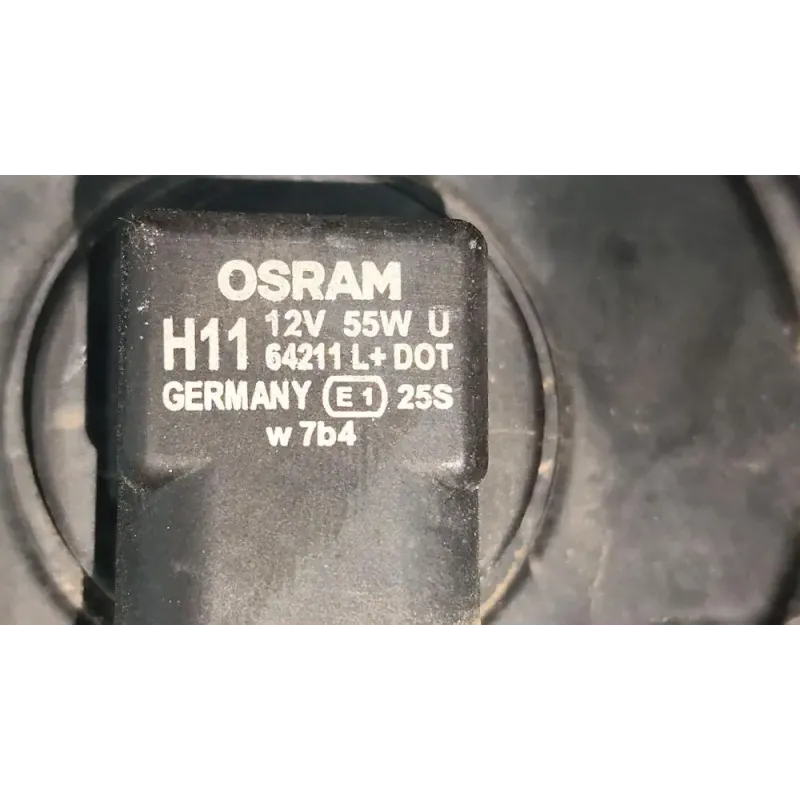 OSRAM
H11 12V 55W U
64211 L+ DOT
GERMANY E1 25S
w 7b4